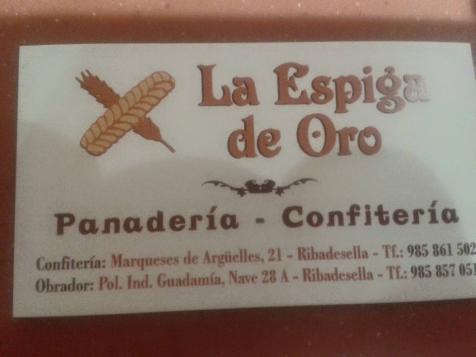 La Espiga
de Oro
Panadería - Confitería
Confitería: Marqueses de Argüelles, 21 - Ribadesella - Tf.: 985 861 502
Obrador: Pol. Ind. Guadamía, Nave 28 A - Ribadesella - Tf.: 985 857 051